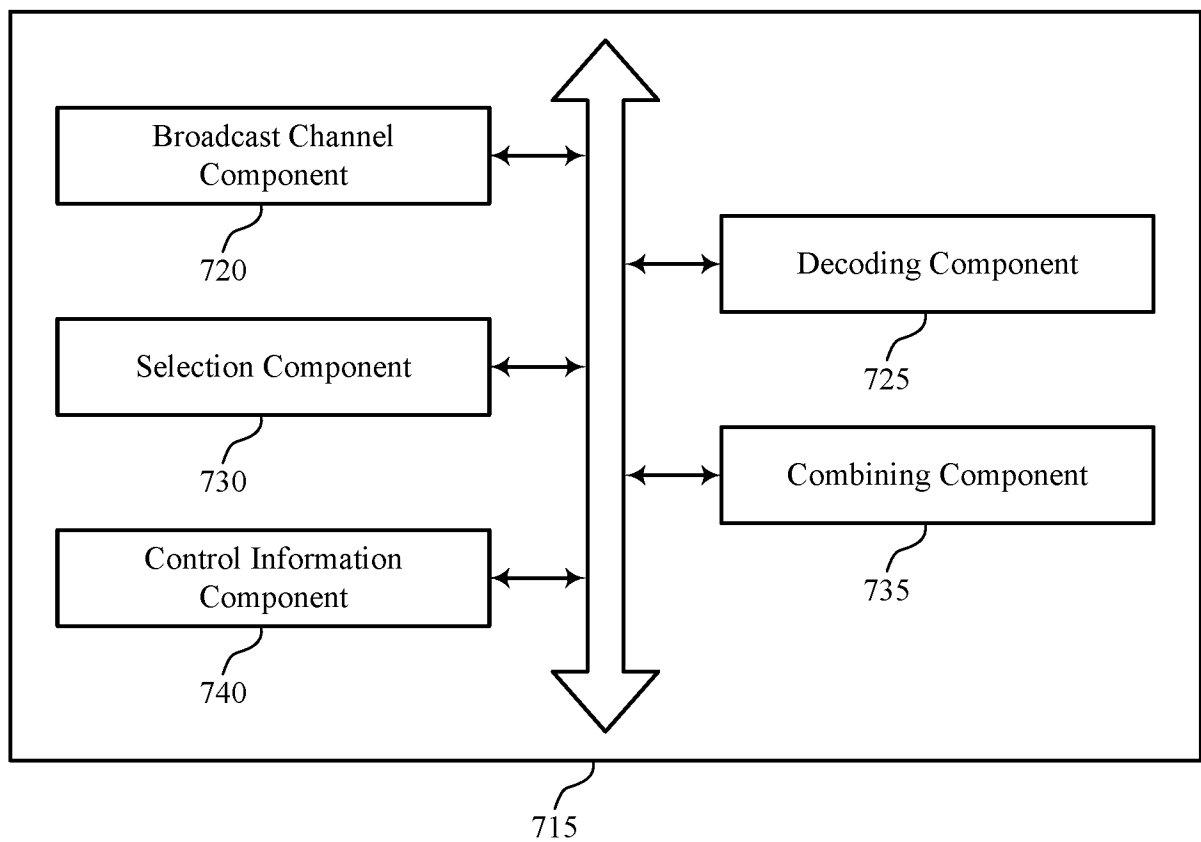 Broadcast Channel
Component
720
Decoding Component
725
Selection Component
730
Combining Component
735
Control Information
Component
740
715